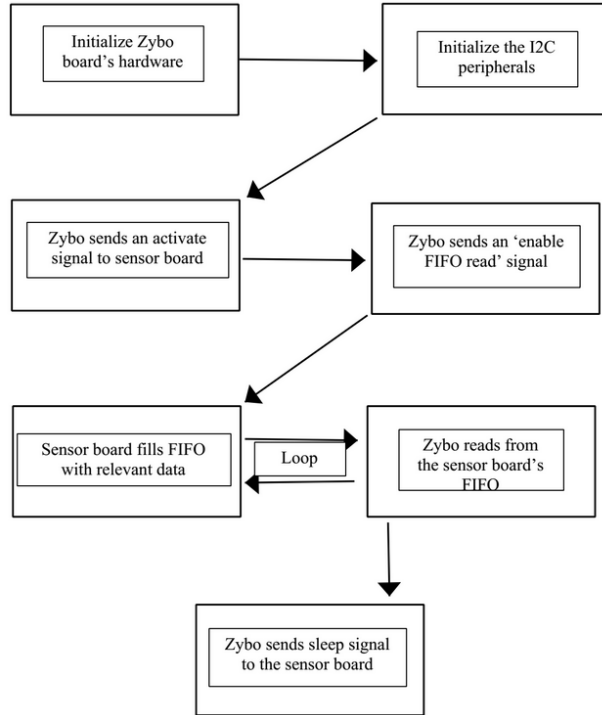 Initialize Zybo
board’s hardware
Initialize the I2C
peripherals
Zybo sends an activate
signal to sensor board
Zybo sends an ‘enable
FIFO read’ signal
Sensor board fills FIFO
with relevant data
Loop
Zybo reads from
the sensor board’s
FIFO
Zybo sends sleep signal
to the sensor board